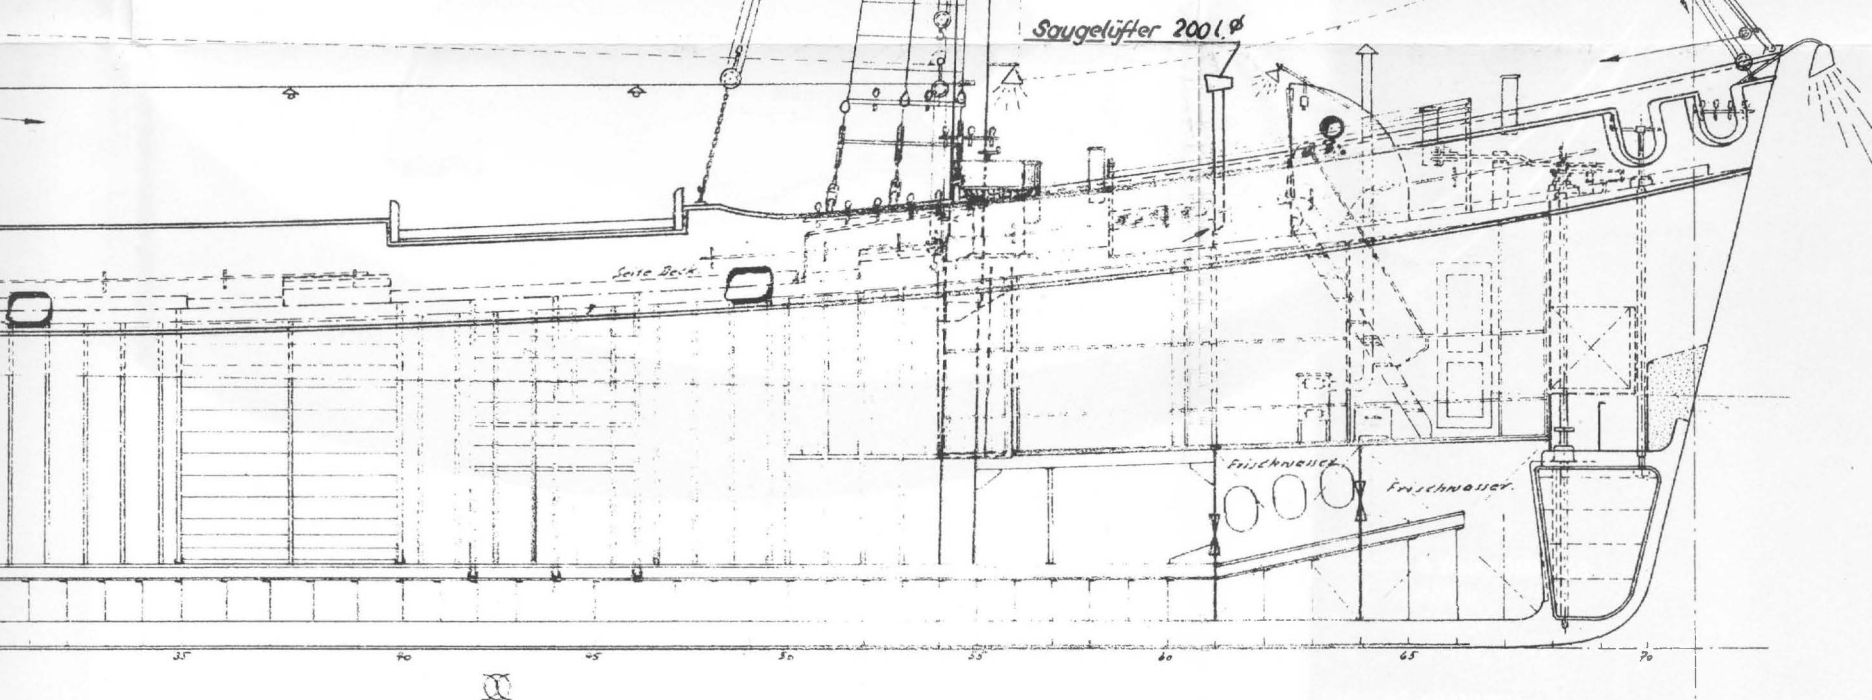 Saugelüfter 200 l. Ø
Seite Deck
Frischwasser
Frischwasser.
35 40 45 50 55 60 65 70